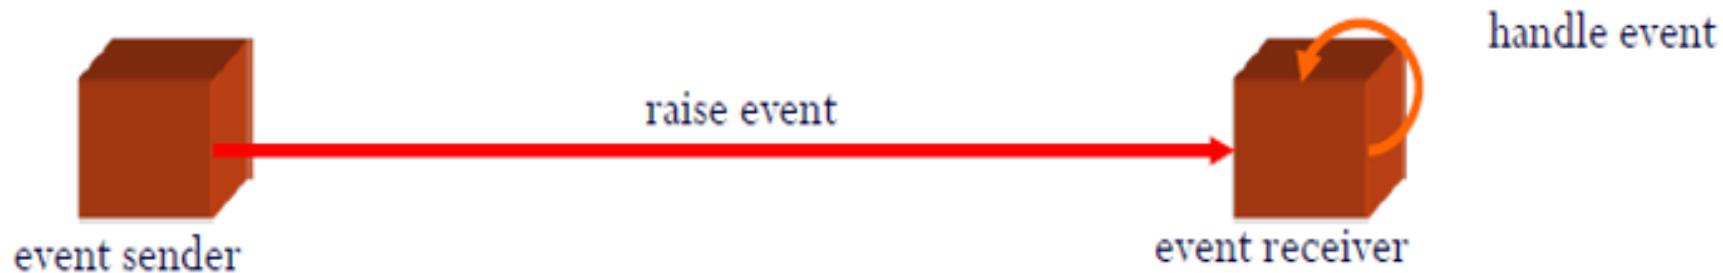 handle event
raise event
event sender
event receiver